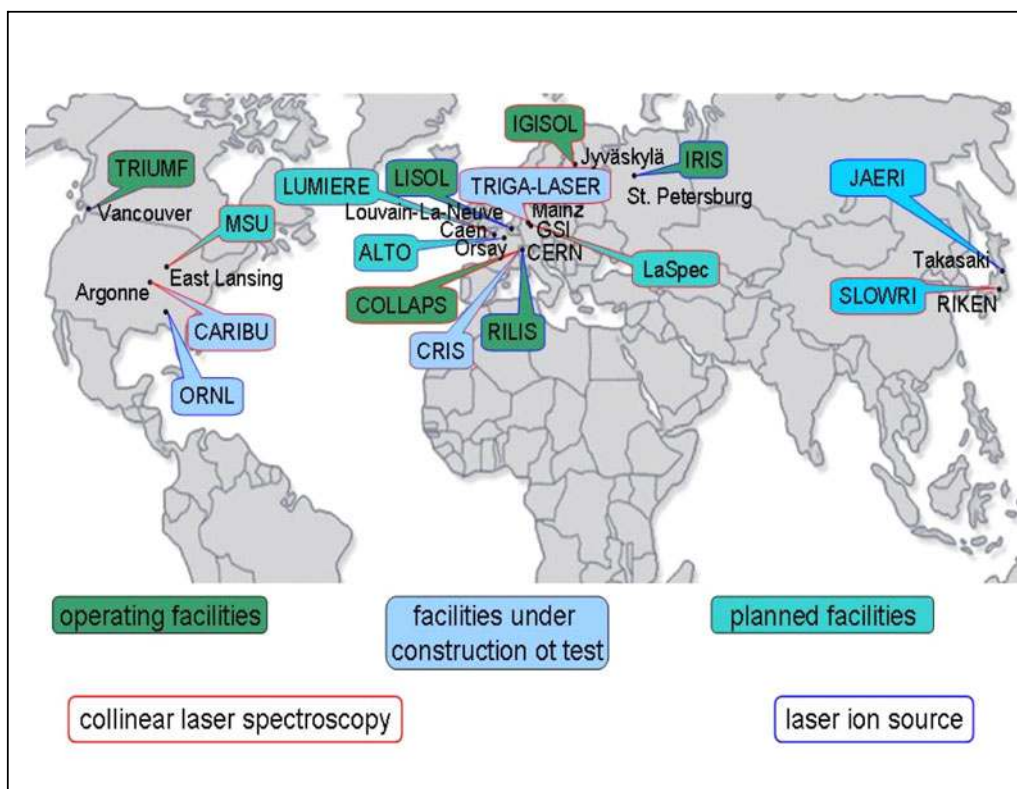 IGISOL
Jyväskylä
IRIS
TRIUMF
LUMIERE
LISOL
TRIGA-LASER
St. Petersburg
JAERI
Vancouver
MSU
Louvain-La-Neuve
Mainz
Caen
GSI
ALTO
Orsay
CERN
LaSpec
Takasaki
East Lansing
Argonne
COLLAPS
SLOWRI
RIKEN
CARIBU
CRIS
RILIS
ORNL
operating facilities
facilities under
construction ot test
planned facilities
collinear laser spectroscopy
laser ion source